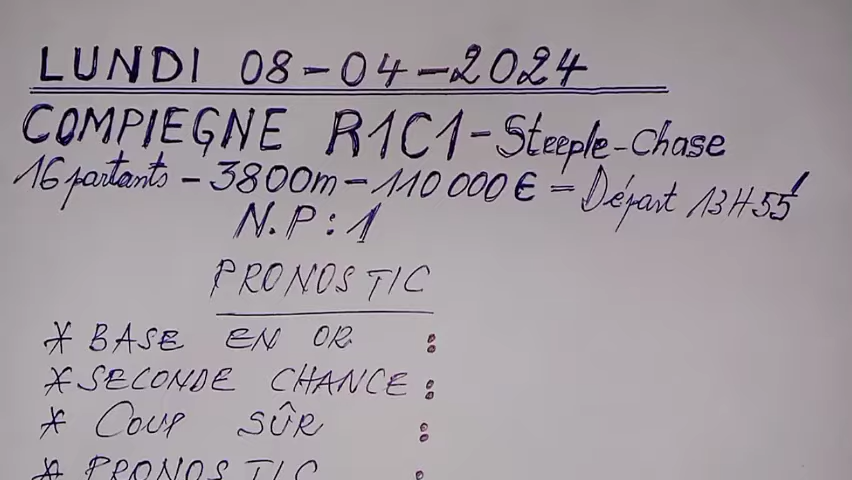 LUNDI 08-04-2024
COMPIEGNE R1C1-Steeple-Chase
16 partants - 3800m - 110 000€ = Départ 13H55'
N.P : 1
PRONOSTIC
* BASE EN OR :
* SECONDE CHANCE :
* COUP SÛR :
* PRONOSTIC :